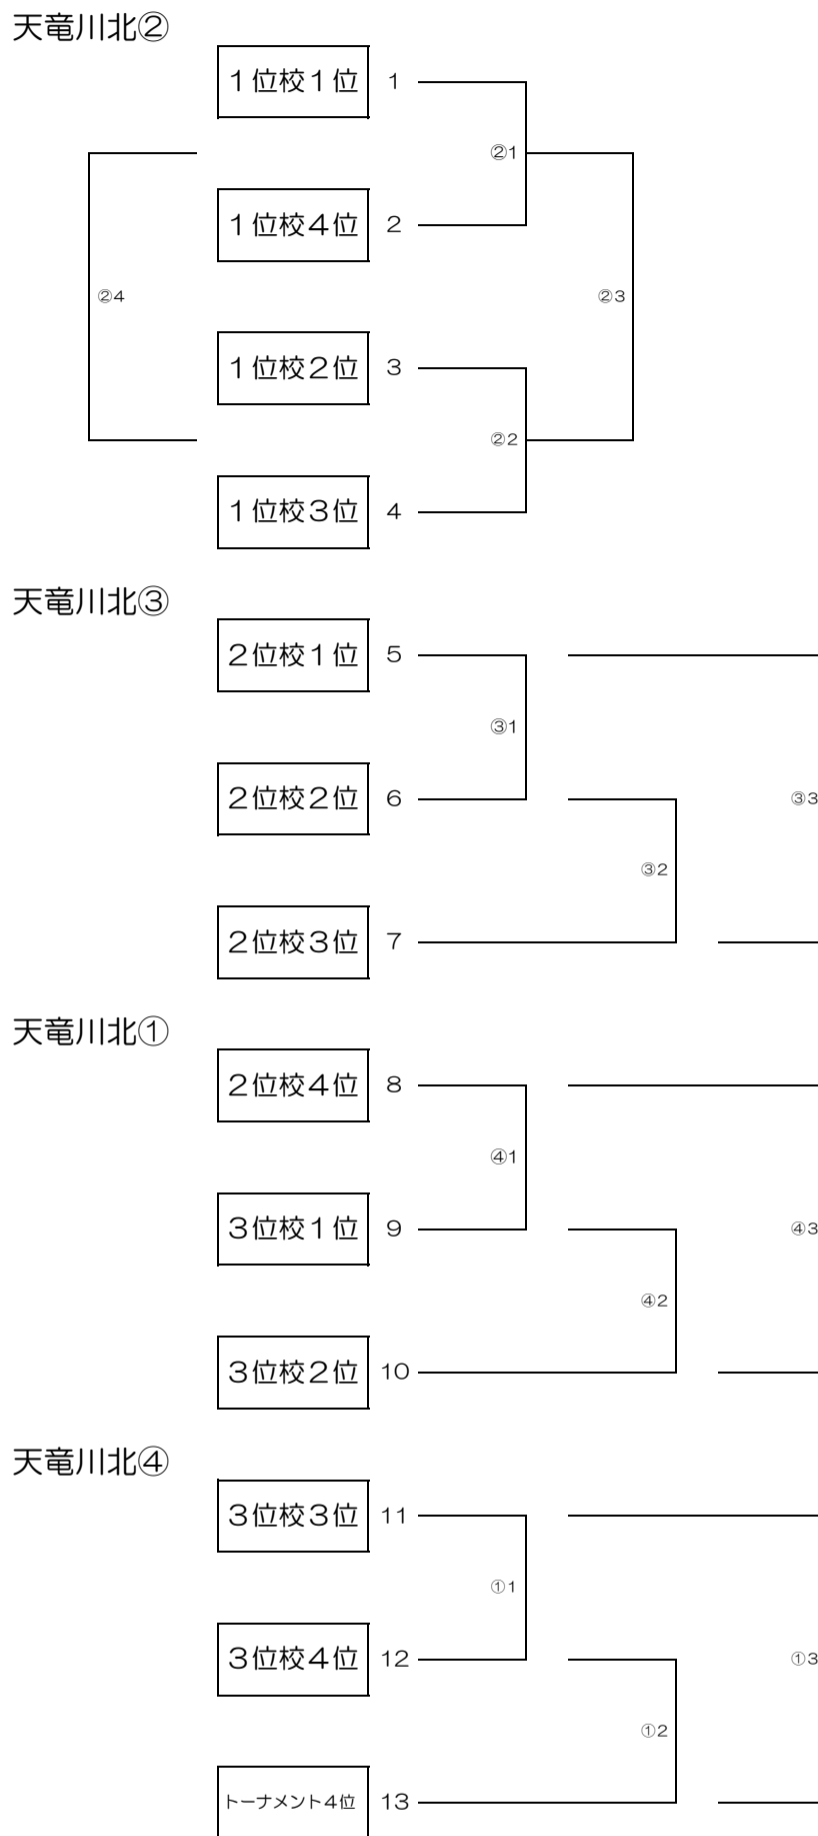 天竜川北②
１位校１位 1
②1
１位校４位 2
②4 ②3
１位校２位 3
②2
１位校３位 4
天竜川北③
２位校１位 5
③1
２位校２位 6 ③3
③2
２位校３位 7
天竜川北①
２位校４位 8
④1
３位校１位 9 ④3
④2
３位校２位 10
天竜川北④
３位校３位 11
①1
３位校４位 12 ①3
①2
トーナメント４位 13